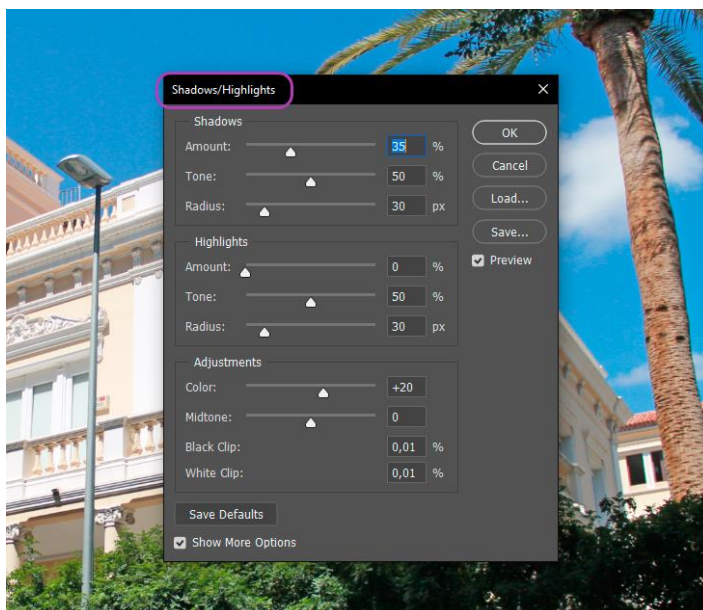 Shadows/Highlights
Shadows
Amount: 35 %
Tone: 50 %
Radius: 30 px
Highlights
Amount: 0 %
Tone: 50 %
Radius: 30 px
Adjustments
Color: +20
Midtone: 0
Black Clip: 0,01 %
White Clip: 0,01 %
Save Defaults
Show More Options
OK
Cancel
Load...
Save...
Preview